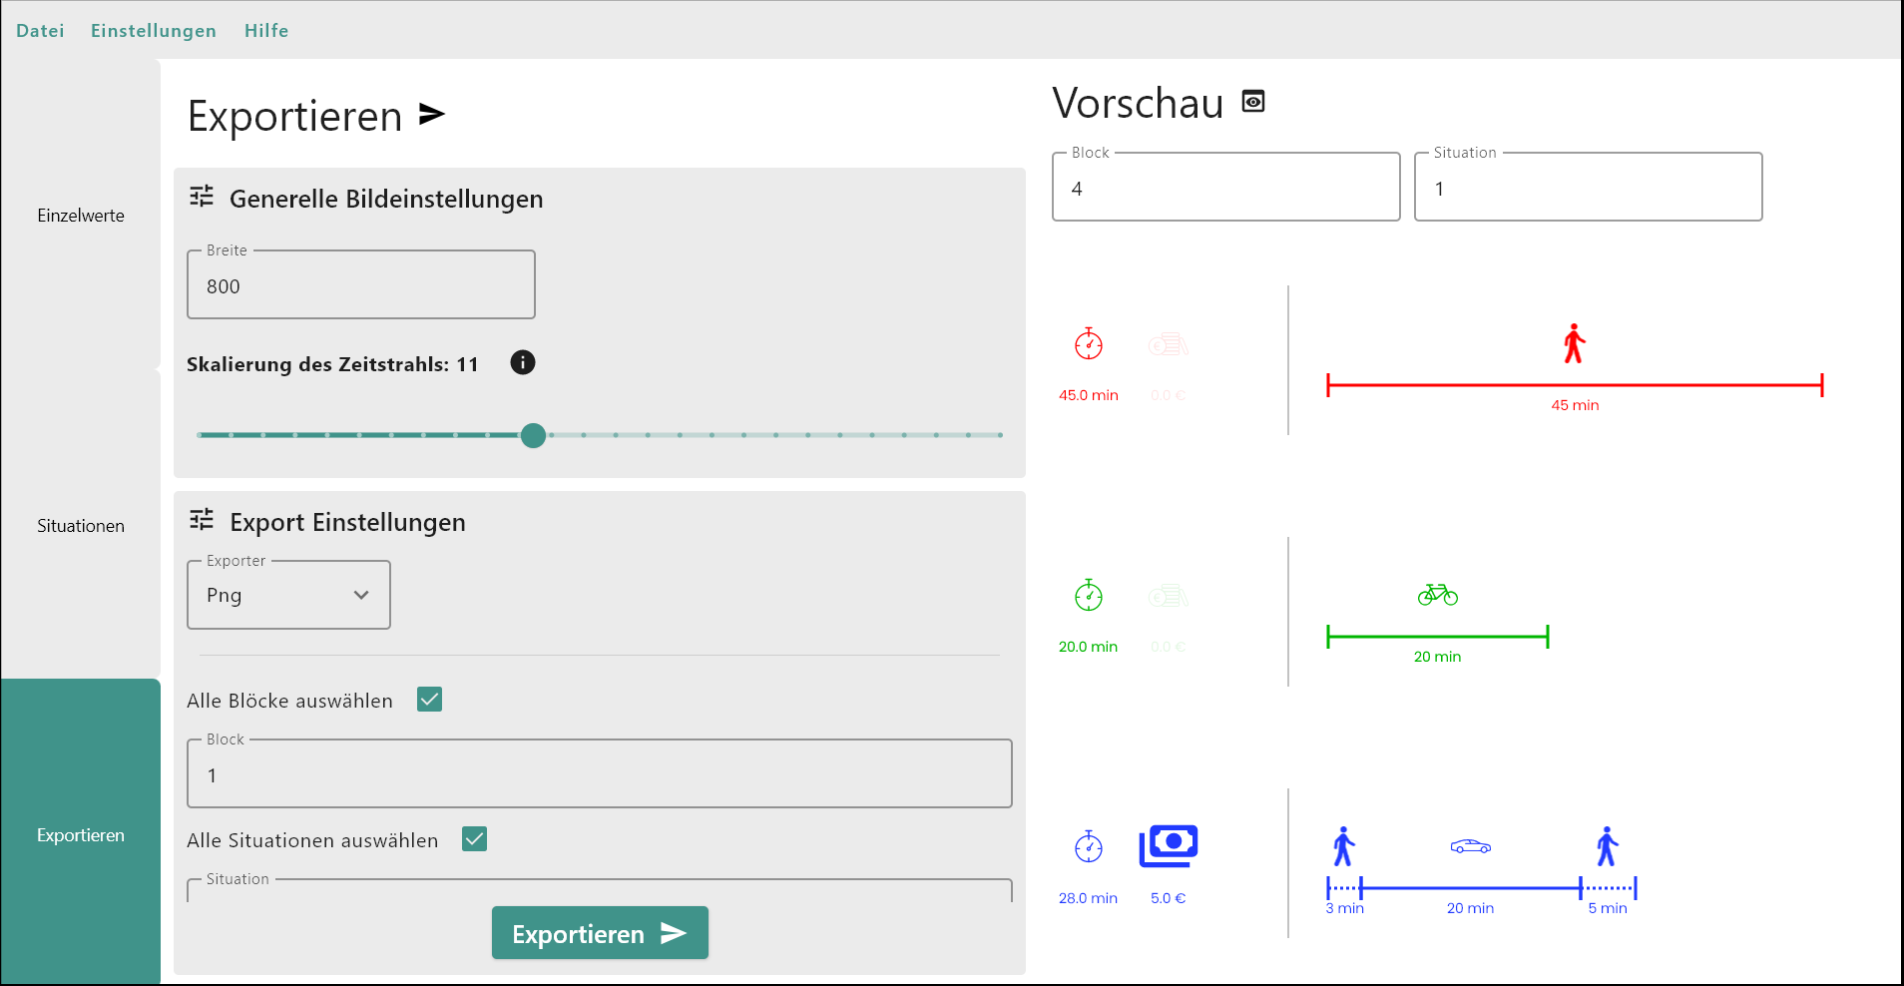 Datei Einstellungen Hilfe
Einzelwerte
Situationen
Exportieren
Exportieren
Generelle Bildeinstellungen
Breite
800
Skalierung des Zeitstrahls: 11
Export Einstellungen
Exporter
Png
Alle Blöcke auswählen
Block
1
Alle Situationen auswählen
Situation
Exportieren
Vorschau
Block
4
Situation
1
45.0 min 0.0 €
45 min
20.0 min 0.0 €
20 min
28.0 min 5.0 €
3 min 20 min 5 min